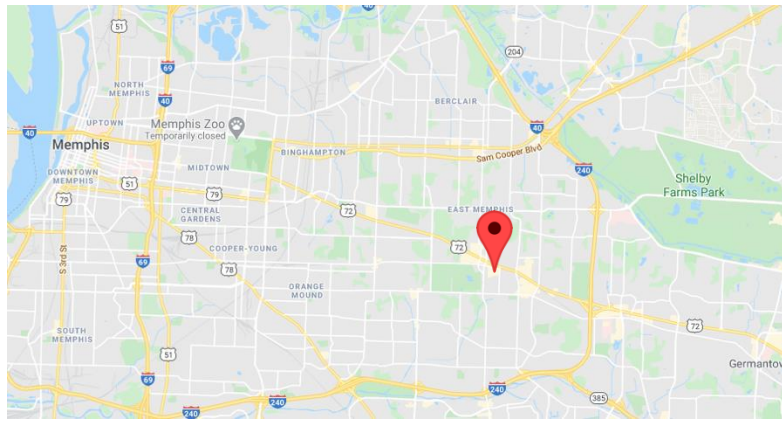 40
51
204
69
NORTH
MEMPHIS
40
BERCLAIR
UPTOWN
Memphis Zoo
Temporarily closed
40
40
Memphis
BINGHAMPTON
Sam Cooper Blvd
MIDTOWN
240
DOWNTOWN
MEMPHIS
51
79
Shelby
Farms Park
79
CENTRAL
GARDENS
72
EAST MEMPHIS
78
COOPER-YOUNG
72
S 3rd St
69
78
ORANGE
MOUND
72
SOUTH
MEMPHIS
51
Germantow
69
240
240
240
385